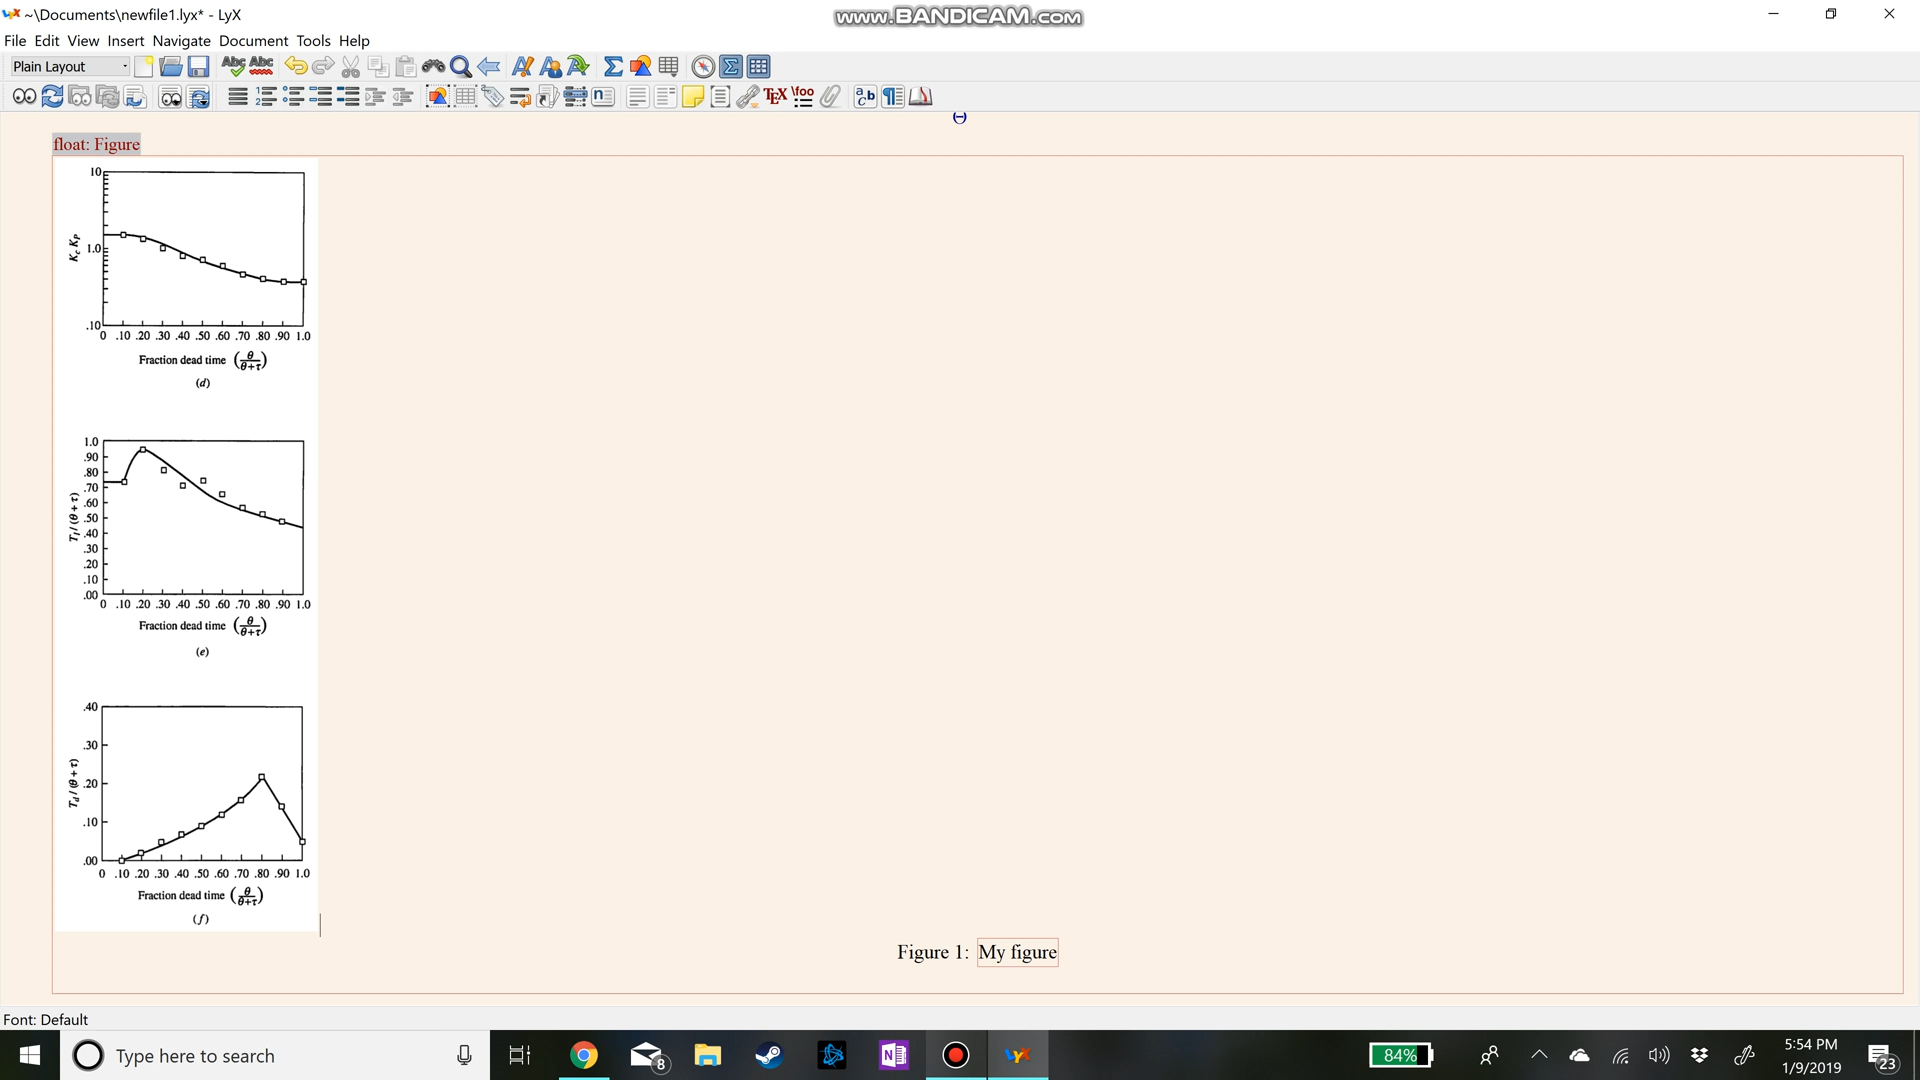 ~\Documents\newfile1.lyx* - LyX
www.BANDICAM.com
File Edit View Insert Navigate Document Tools Help
Plain Layout
float: Figure
10
1.0
.10
K_c K_P
0 .10 .20 .30 .40 .50 .60 .70 .80 .90 1.0
Fraction dead time (θ/θ+τ)
(d)
1.0
.90
.80
.70
.60
.50
.40
.30
.20
.10
.00
T_I / (θ + τ)
0 .10 .20 .30 .40 .50 .60 .70 .80 .90 1.0
Fraction dead time (θ/θ+τ)
(e)
.40
.30
.20
.10
.00
T_d / (θ + τ)
0 .10 .20 .30 .40 .50 .60 .70 .80 .90 1.0
Fraction dead time (θ/θ+τ)
(f)
Figure 1: My figure
Font: Default
Type here to search
8
84%
5:54 PM
1/9/2019
23